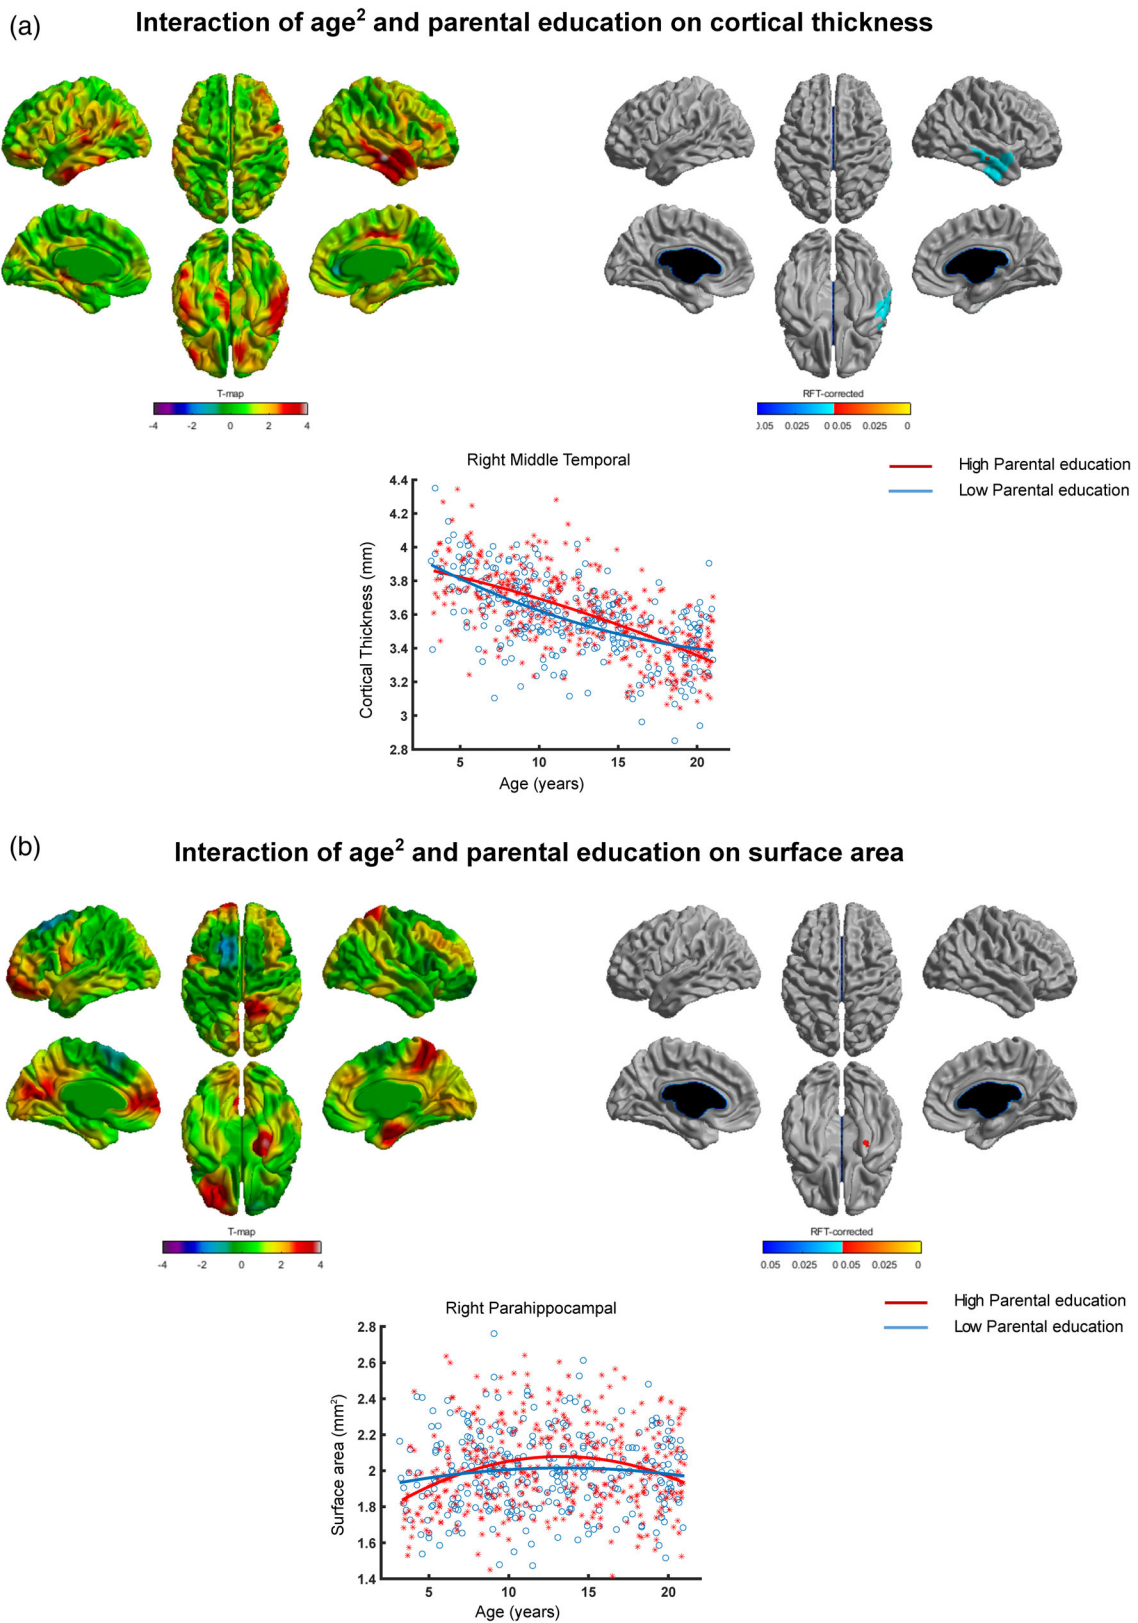 (a)
Interaction of age² and parental education on cortical thickness
T-map
-4 -2 0 2 4
RFT-corrected
.05 0.025 0 0.05 0.025 0
High Parental education
Low Parental education
Right Middle Temporal
4.4
4.2
4
3.8
3.6
3.4
3.2
3
2.8
Cortical Thickness (mm)
5 10 15 20
Age (years)
(b)
Interaction of age² and parental education on surface area
T-map
-4 -2 0 2 4
RFT-corrected
0.05 0.025 0 0.05 0.025 0
High Parental education
Low Parental education
Right Parahippocampal
2.8
2.6
2.4
2.2
2
1.8
1.6
1.4
Surface area (mm²)
5 10 15 20
Age (years)